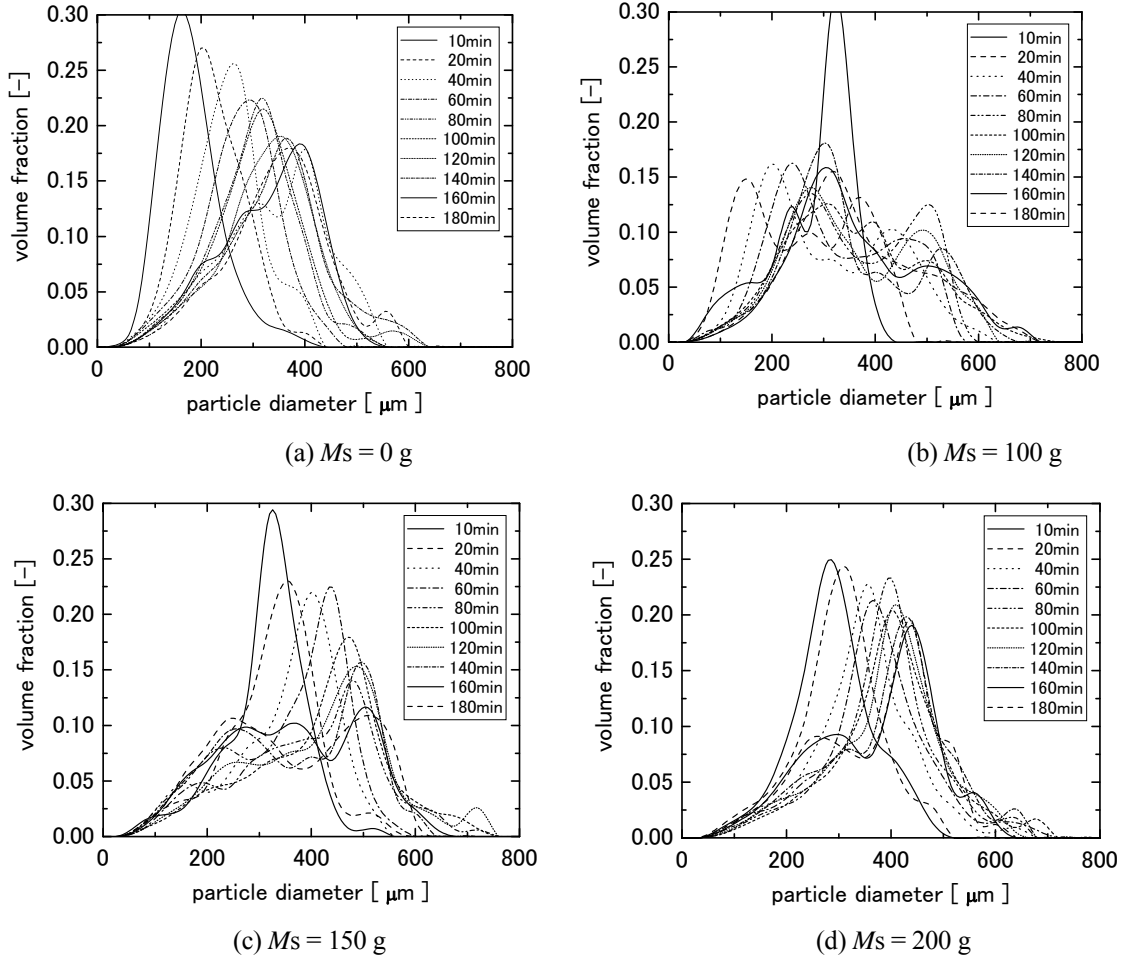 0.30
0.25
0.20
0.15
0.10
0.05
0.00
volume fraction [-]
10min
20min
40min
60min
80min
100min
120min
140min
160min
180min
0 200 400 600 800
particle diameter [ μm ]
(a) Ms = 0 g
0.30
0.25
0.20
0.15
0.10
0.05
0.00
volume fraction [-]
10min
20min
40min
60min
80min
100min
120min
140min
160min
180min
0 200 400 600 800
particle diameter [ μm ]
(b) Ms = 100 g
0.30
0.25
0.20
0.15
0.10
0.05
0.00
volume fraction [-]
10min
20min
40min
60min
80min
100min
120min
140min
160min
180min
0 200 400 600 800
particle diameter [ μm ]
(c) Ms = 150 g
0.30
0.25
0.20
0.15
0.10
0.05
0.00
volume fraction [-]
10min
20min
40min
60min
80min
100min
120min
140min
160min
180min
0 200 400 600 800
particle diameter [ μm ]
(d) Ms = 200 g